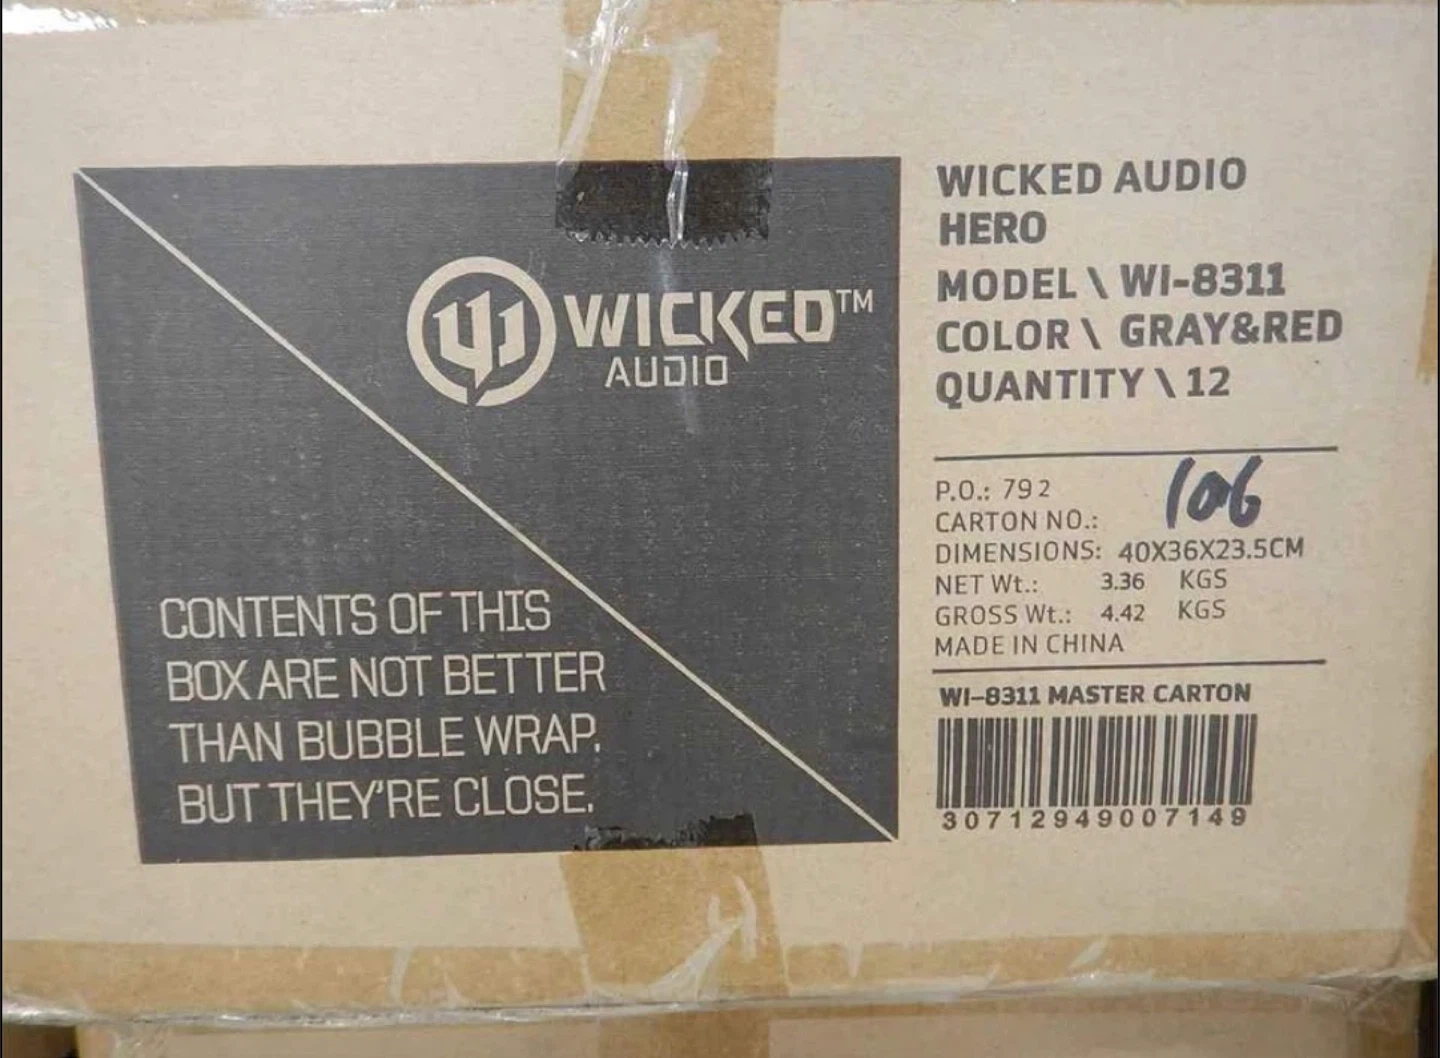 WICKED™
AUDIO
CONTENTS OF THIS
BOX ARE NOT BETTER
THAN BUBBLE WRAP.
BUT THEY'RE CLOSE.
WICKED AUDIO
HERO
MODEL \ WI-8311
COLOR \ GRAY&RED
QUANTITY \ 12
P.O.: 792
CARTON NO.: 106
DIMENSIONS: 40X36X23.5CM
NET Wt.: 3.36 KGS
GROSS Wt.: 4.42 KGS
MADE IN CHINA
WI-8311 MASTER CARTON
30712949007149